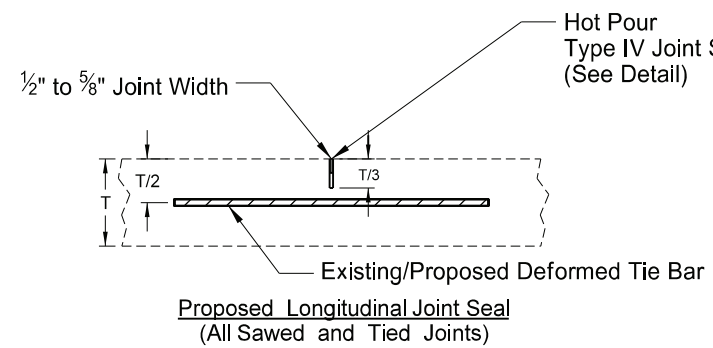 Hot Pour
Type IV Joint
(See Detail)
½" to ⅝" Joint Width
T/2
T/3
T
Existing/Proposed Deformed Tie Bar
Proposed Longitudinal Joint Seal
(All Sawed and Tied Joints)